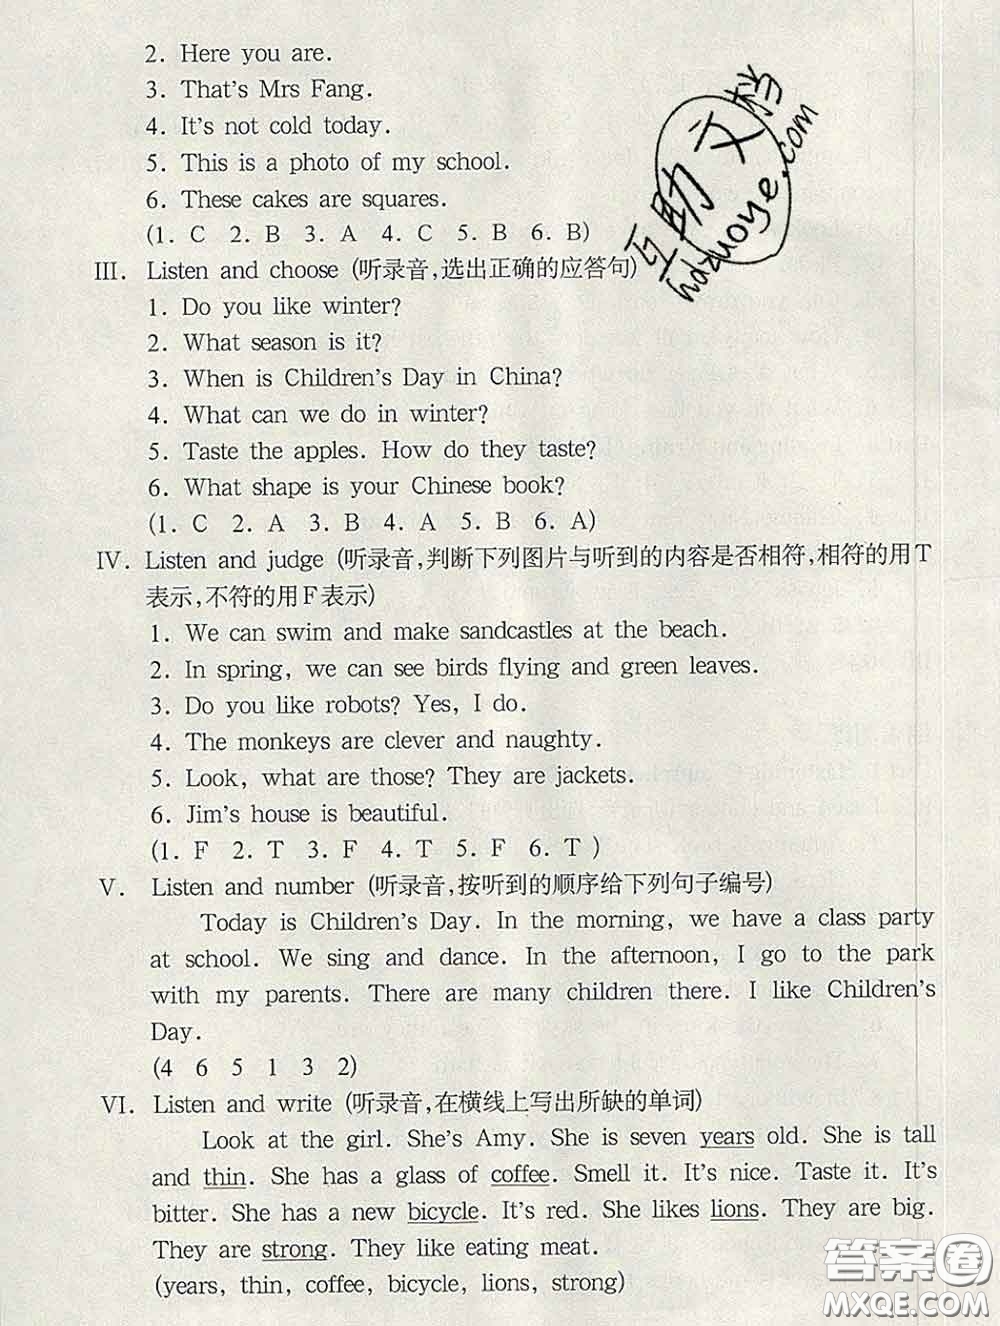 2. Here you are.
3. That's Mrs Fang.
4. It's not cold today.
5. This is a photo of my school.
6. These cakes are squares.
(1. C 2. B 3. A 4. C 5. B 6. B)
III. Listen and choose (听录音,选出正确的应答句)
1. Do you like winter?
2. What season is it?
3. When is Children's Day in China?
4. What can we do in winter?
5. Taste the apples. How do they taste?
6. What shape is your Chinese book?
(1. C 2. A 3. B 4. A 5. B 6. A)
IV. Listen and judge (听录音,判断下列图片与听到的内容是否相符,相符的用T
表示,不符的用F表示)
1. We can swim and make sandcastles at the beach.
2. In spring, we can see birds flying and green leaves.
3. Do you like robots? Yes, I do.
4. The monkeys are clever and naughty.
5. Look, what are those? They are jackets.
6. Jim's house is beautiful.
(1. F 2. T 3. F 4. T 5. F 6. T )
V. Listen and number (听录音,按听到的顺序给下列句子编号)
Today is Children's Day. In the morning, we have a class party
at school. We sing and dance. In the afternoon, I go to the park
with my parents. There are many children there. I like Children's
Day.
(4 6 5 1 3 2)
VI. Listen and write (听录音,在横线上写出所缺的单词)
Look at the girl. She's Amy. She is seven years old. She is tall
and thin. She has a glass of coffee. Smell it. It's nice. Taste it. It's
bitter. She has a new bicycle. It's red. She likes lions. They are big.
They are strong. They like eating meat.
(years, thin, coffee, bicycle, lions, strong)
互助文档
huzuoye.com
答案圈
MXQE.COM